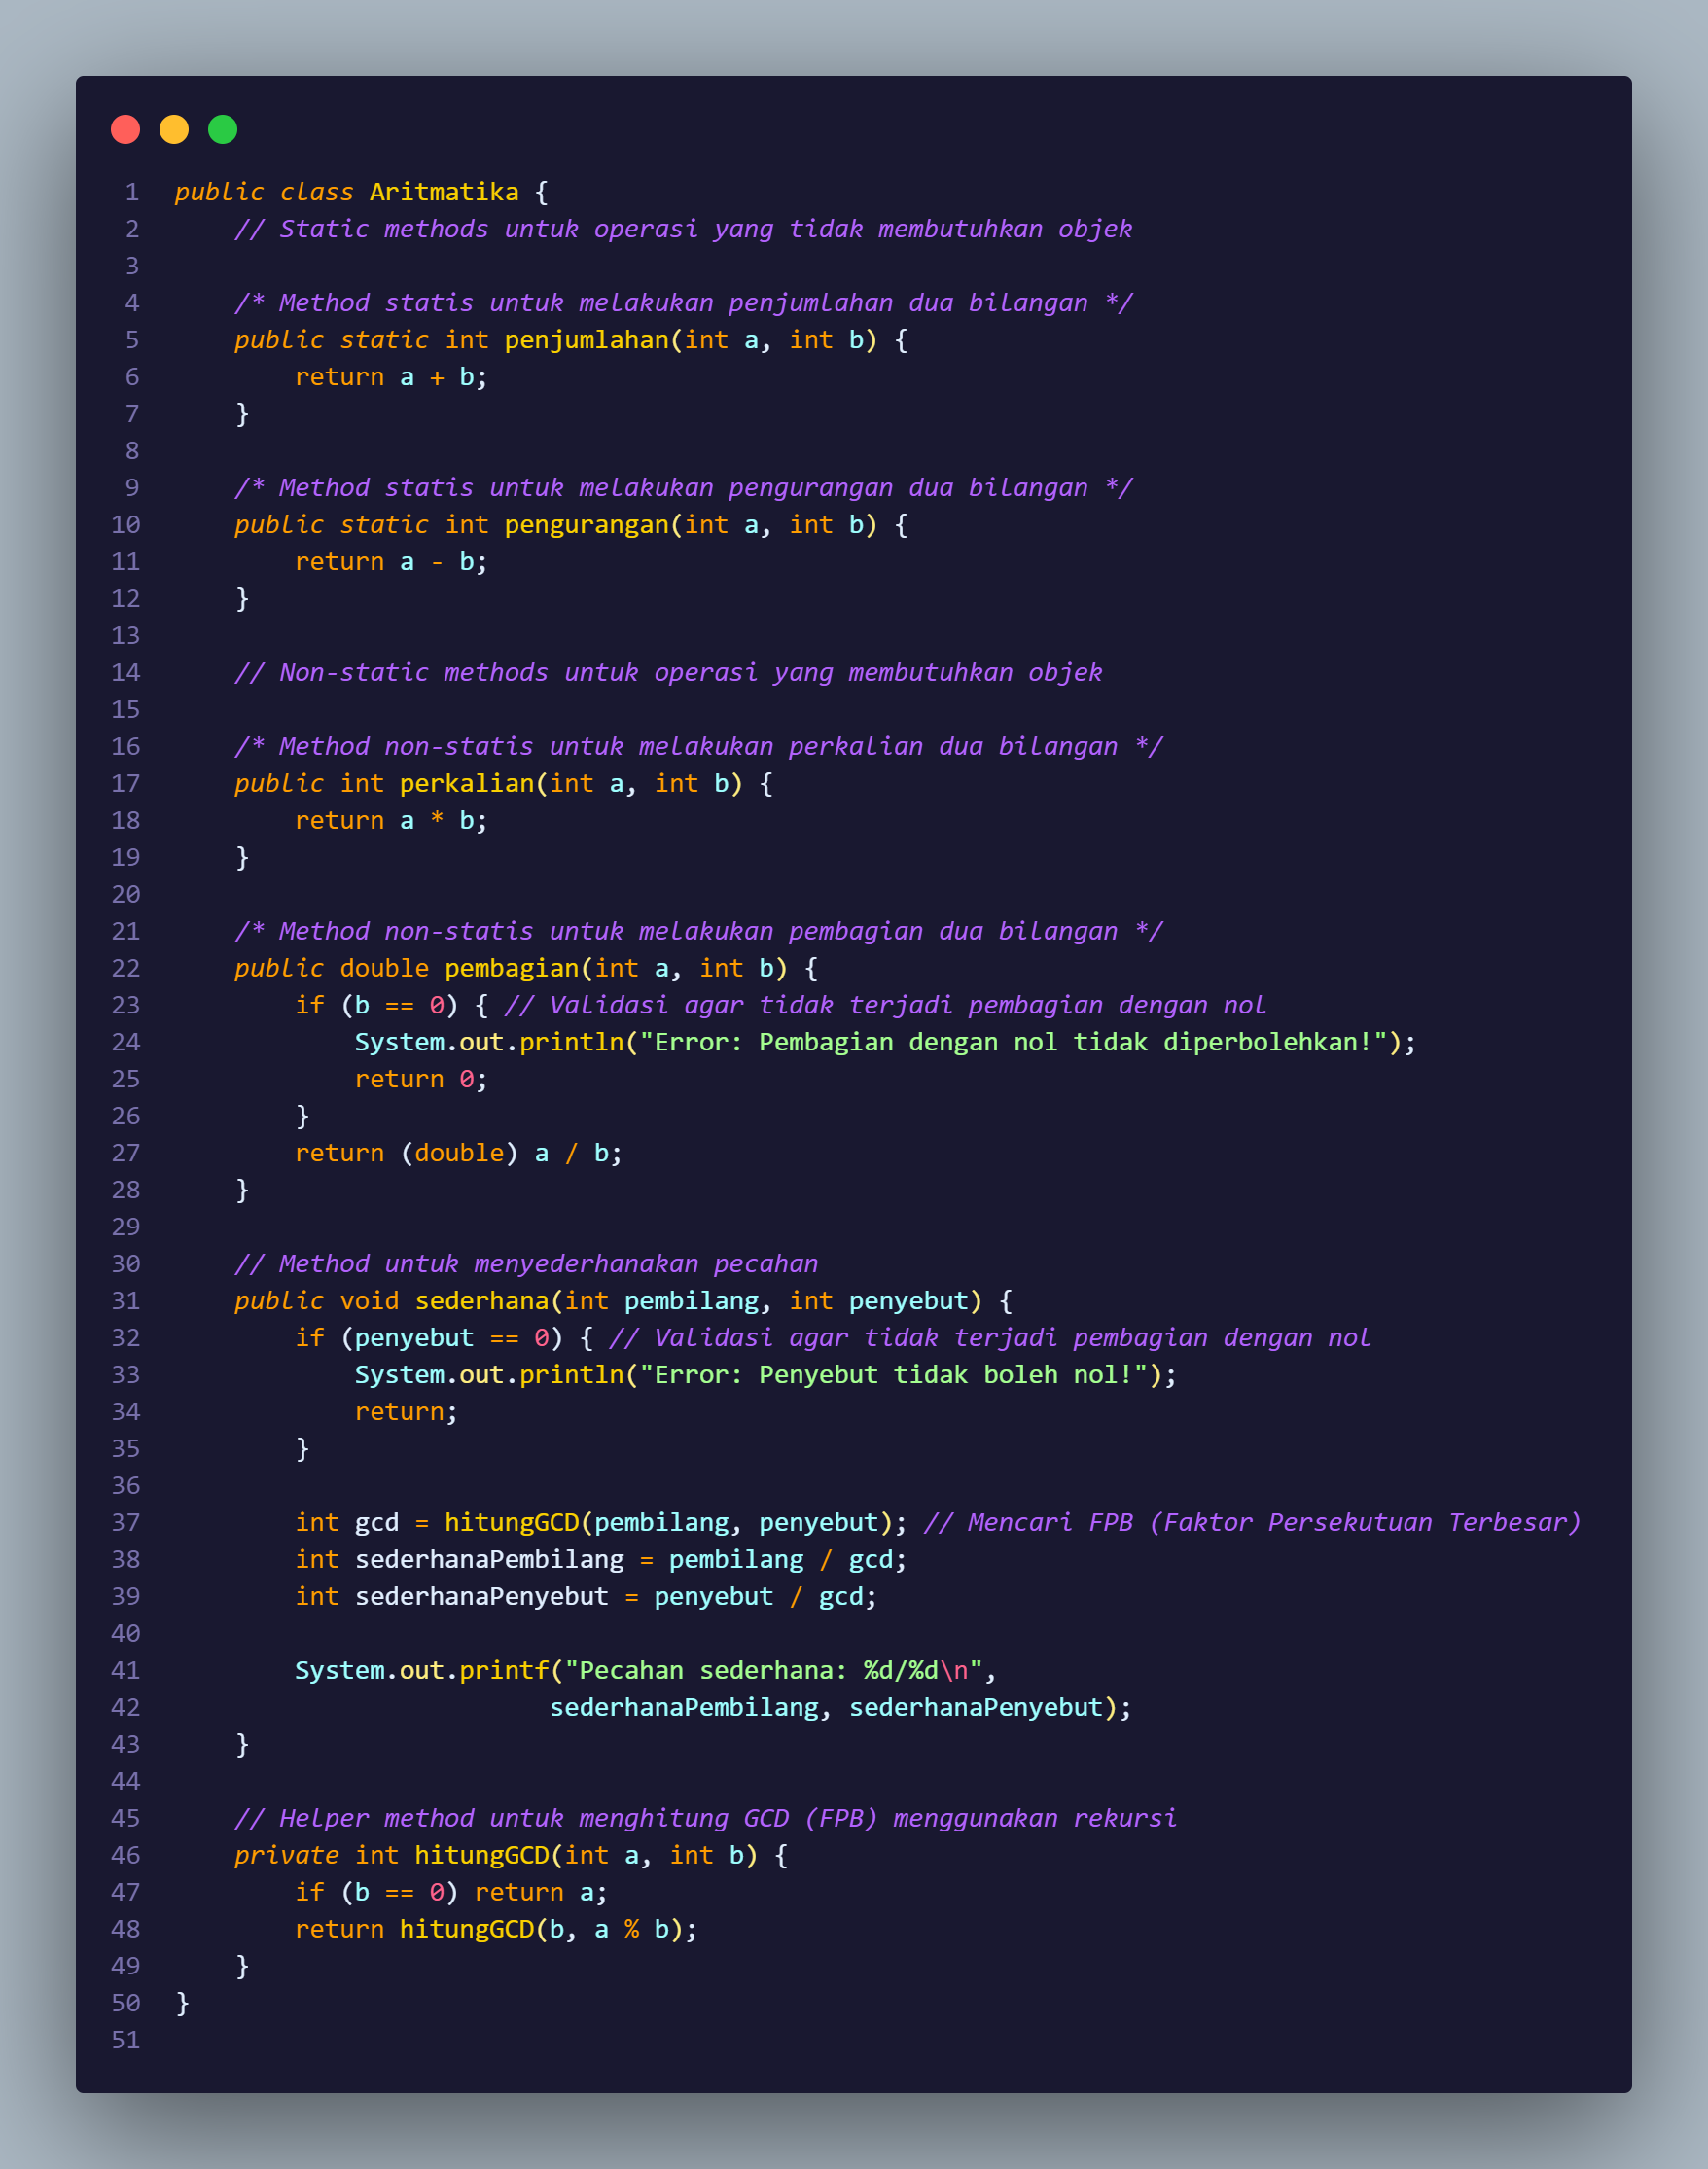 1 public class Aritmatika {
2     // Static methods untuk operasi yang tidak membutuhkan objek
3
4     /* Method statis untuk melakukan penjumlahan dua bilangan */
5     public static int penjumlahan(int a, int b) {
6         return a + b;
7     }
8
9     /* Method statis untuk melakukan pengurangan dua bilangan */
10     public static int pengurangan(int a, int b) {
11         return a - b;
12     }
13
14     // Non-static methods untuk operasi yang membutuhkan objek
15
16     /* Method non-statis untuk melakukan perkalian dua bilangan */
17     public int perkalian(int a, int b) {
18         return a * b;
19     }
20
21     /* Method non-statis untuk melakukan pembagian dua bilangan */
22     public double pembagian(int a, int b) {
23         if (b == 0) { // Validasi agar tidak terjadi pembagian dengan nol
24             System.out.println("Error: Pembagian dengan nol tidak diperbolehkan!");
25             return 0;
26         }
27         return (double) a / b;
28     }
29
30     // Method untuk menyederhanakan pecahan
31     public void sederhana(int pembilang, int penyebut) {
32         if (penyebut == 0) { // Validasi agar tidak terjadi pembagian dengan nol
33             System.out.println("Error: Penyebut tidak boleh nol!");
34             return;
35         }
36
37         int gcd = hitungGCD(pembilang, penyebut); // Mencari FPB (Faktor Persekutuan Terbesar)
38         int sederhanaPembilang = pembilang / gcd;
39         int sederhanaPenyebut = penyebut / gcd;
40
41         System.out.printf("Pecahan sederhana: %d/%d\n",
42                          sederhanaPembilang, sederhanaPenyebut);
43     }
44
45     // Helper method untuk menghitung GCD (FPB) menggunakan rekursi
46     private int hitungGCD(int a, int b) {
47         if (b == 0) return a;
48         return hitungGCD(b, a % b);
49     }
50 }
51